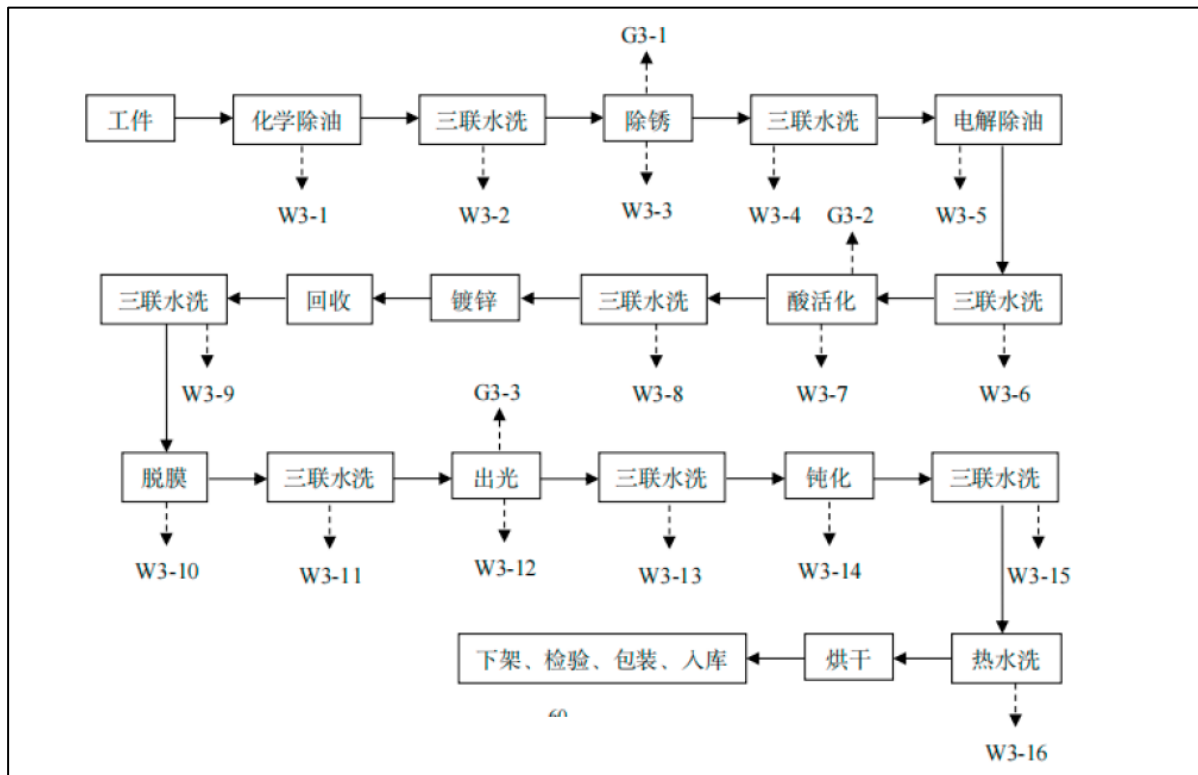 G3-1
工件 化学除油 三联水洗 除锈 三联水洗 电解除油
W3-1 W3-2 W3-3 W3-4 G3-2 W3-5
三联水洗 回收 镀锌 三联水洗 酸活化 三联水洗
W3-9 G3-3 W3-8 W3-7 W3-6
脱膜 三联水洗 出光 三联水洗 钝化 三联水洗
W3-10 W3-11 W3-12 W3-13 W3-14 W3-15
下架、检验、包装、入库 烘干 热水洗
W3-16